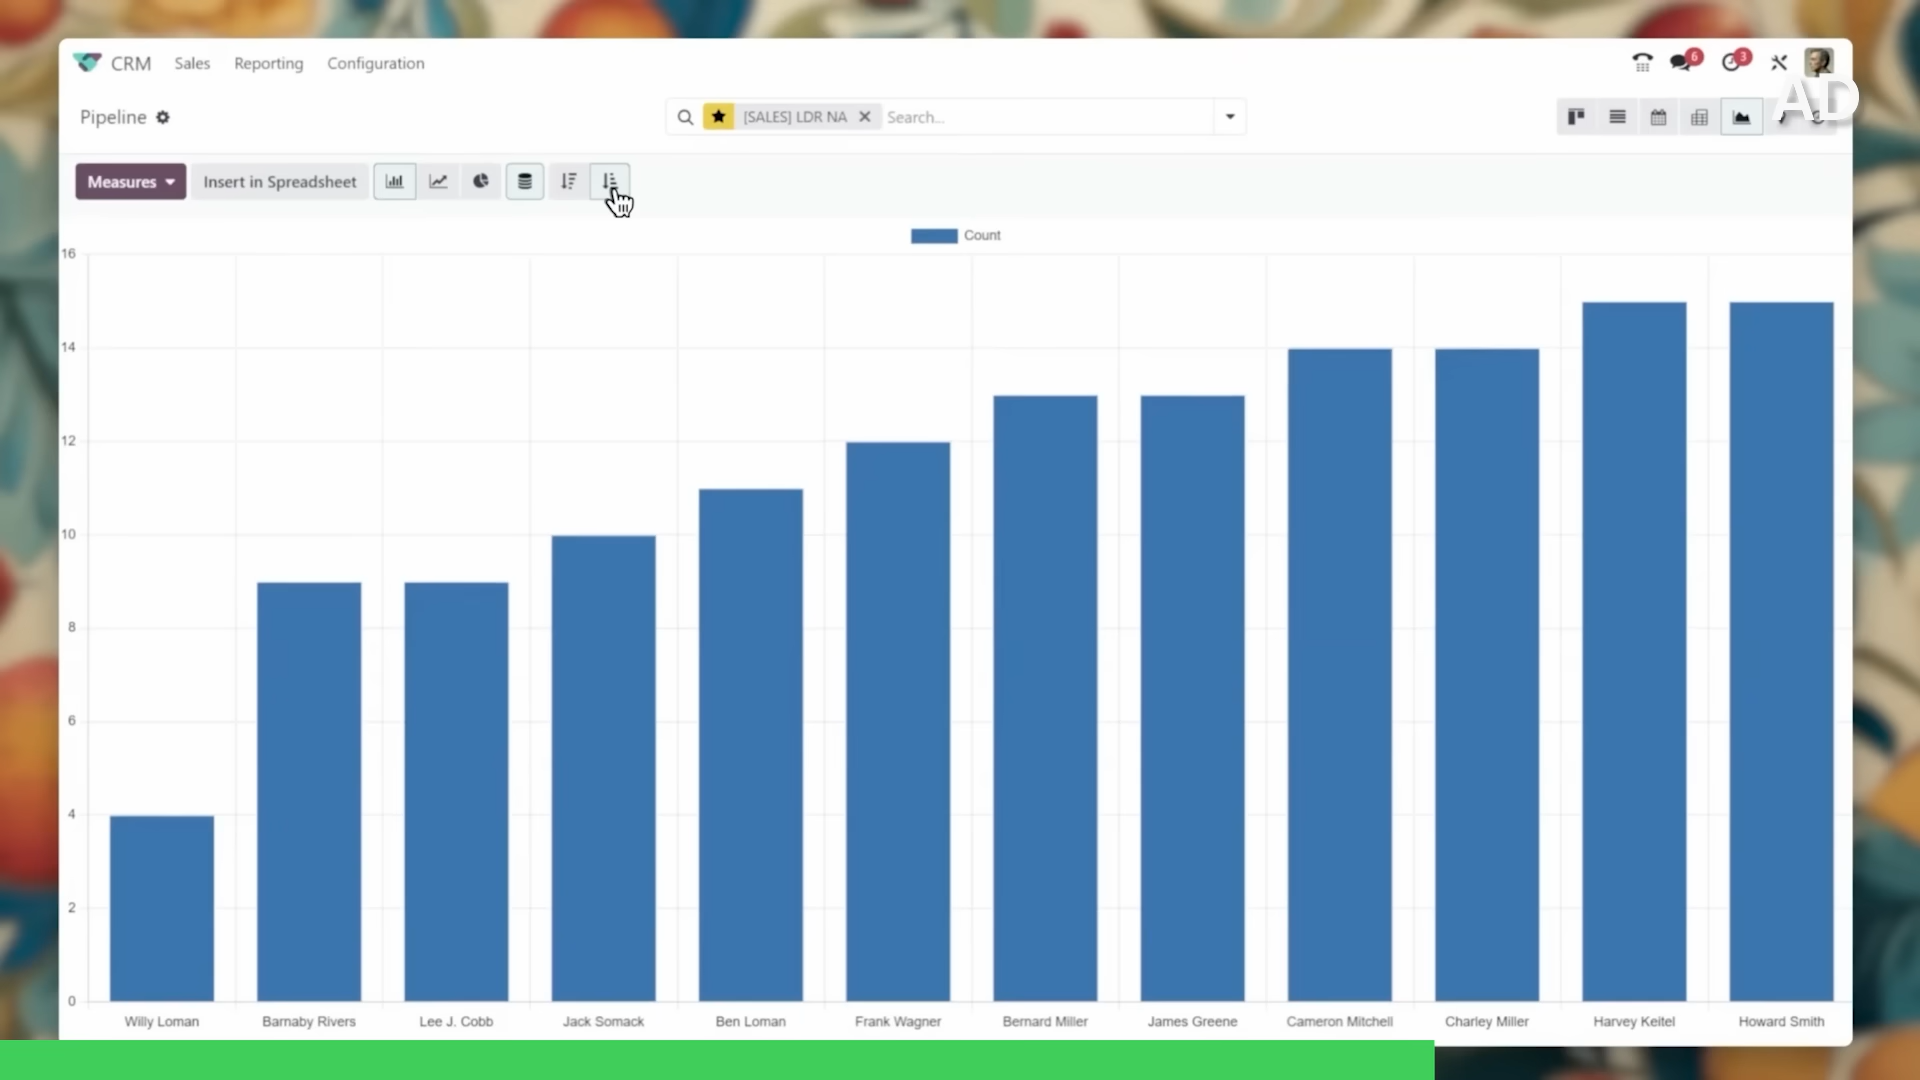 CRM Sales Reporting Configuration 6 3
AD
Pipeline [SALES] LDR NA Search...
Measures Insert in Spreadsheet
Count
16
14
12
10
8
6
4
2
0
Willy Loman Barnaby Rivers Lee J. Cobb Jack Somack Ben Loman Frank Wagner Bernard Miller James Greene Cameron Mitchell Charley Miller Harvey Keitel Howard Smith